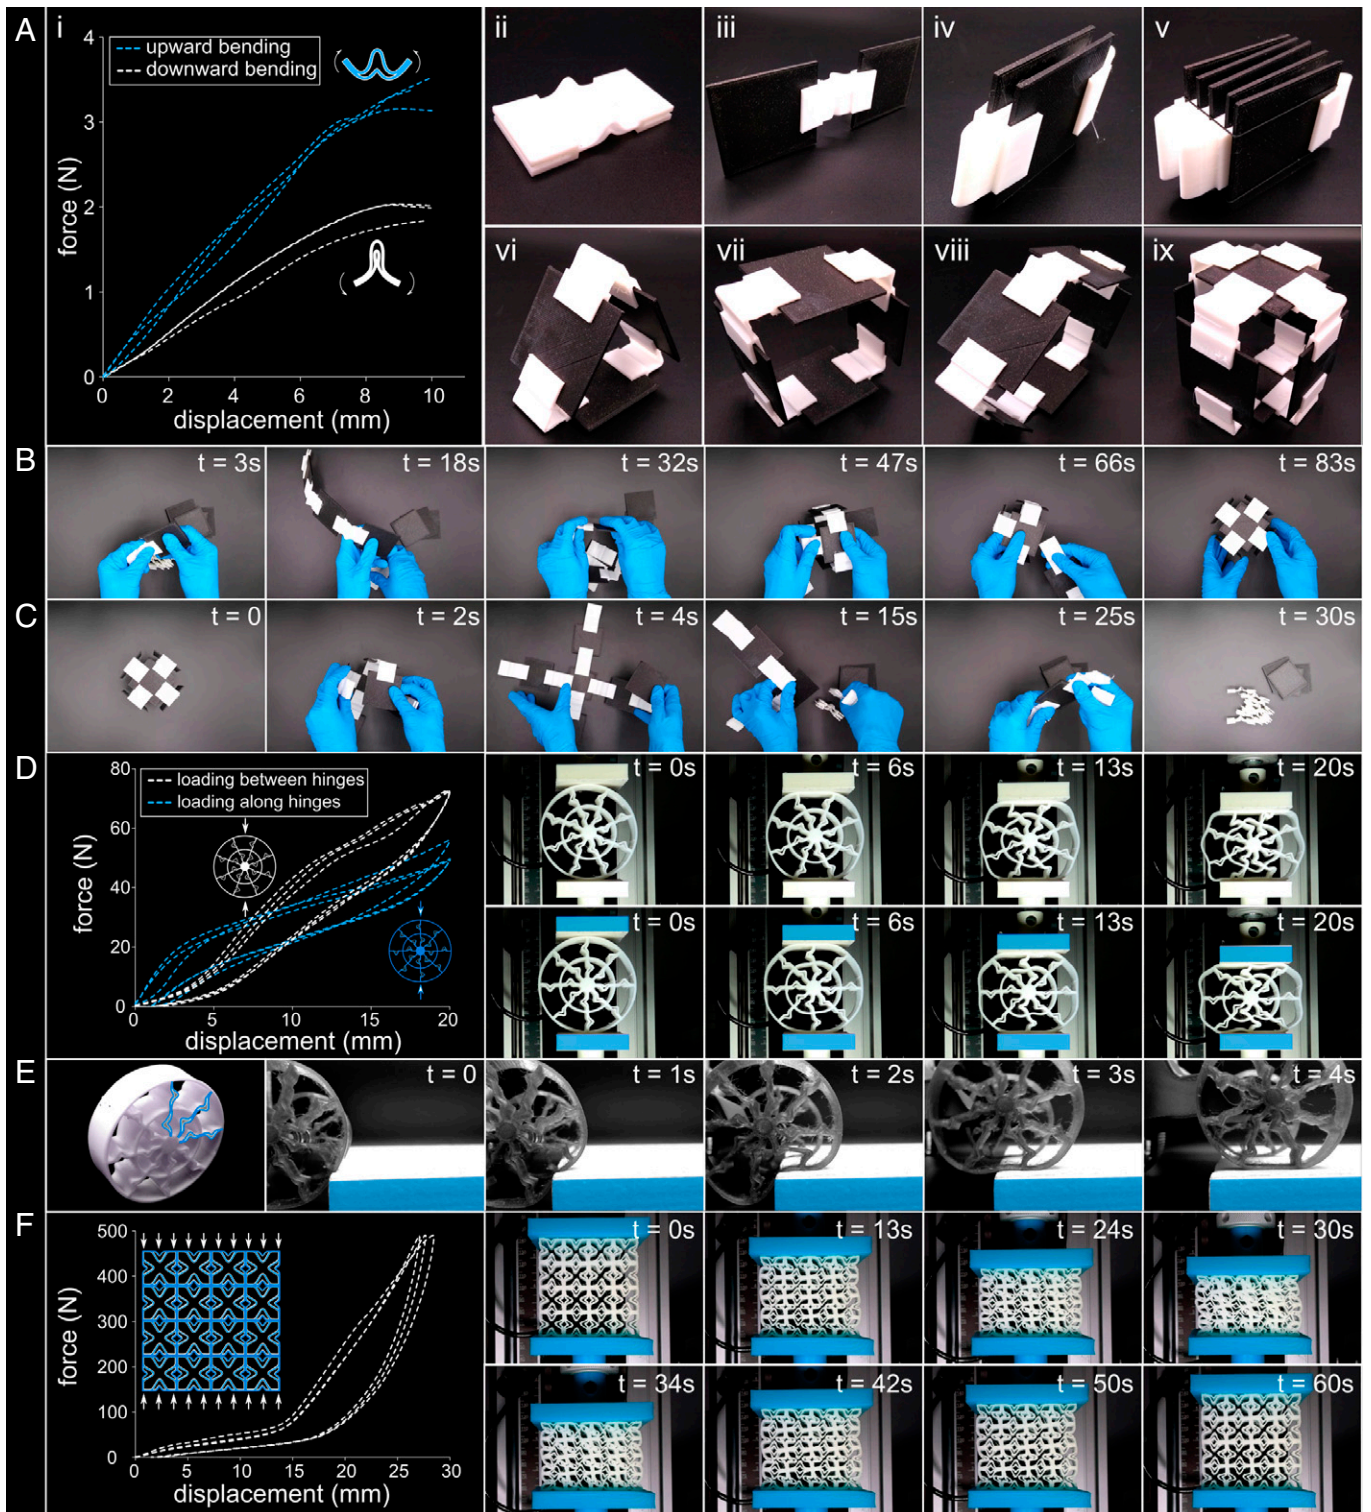 A
i
4
3
2
1
0
force (N)
upward bending
downward bending
0 2 4 6 8 10
displacement (mm)
ii
iii
iv
v
vi
vii
viii
ix
B
t = 3s
t = 18s
t = 32s
t = 47s
t = 66s
t = 83s
C
t = 0
t = 2s
t = 4s
t = 15s
t = 25s
t = 30s
D
80
60
40
20
0
force (N)
loading between hinges
loading along hinges
0 5 10 15 20
displacement (mm)
t = 0s
t = 6s
t = 13s
t = 20s
t = 0s
t = 6s
t = 13s
t = 20s
E
t = 0
t = 1s
t = 2s
t = 3s
t = 4s
F
500
400
300
200
100
0
force (N)
0 5 10 15 20 25 30
displacement (mm)
t = 0s
t = 13s
t = 24s
t = 30s
t = 34s
t = 42s
t = 50s
t = 60s